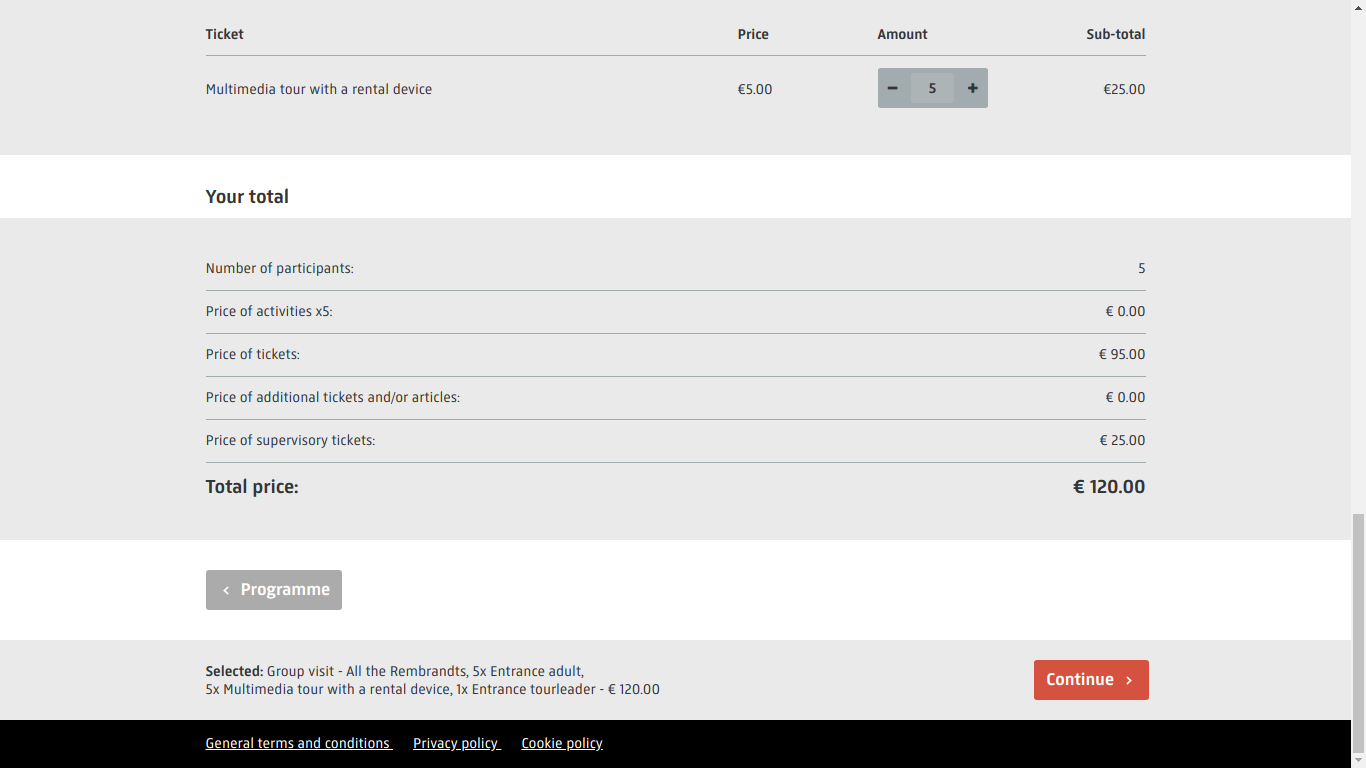 Ticket Price Amount Sub-total
Multimedia tour with a rental device €5.00 − 5 + €25.00
Your total
Number of participants: 5
Price of activities x5: € 0.00
Price of tickets: € 95.00
Price of additional tickets and/or articles: € 0.00
Price of supervisory tickets: € 25.00
Total price: € 120.00
‹ Programme
Selected: Group visit - All the Rembrandts, 5x Entrance adult,
5x Multimedia tour with a rental device, 1x Entrance tourleader - € 120.00
Continue ›
General terms and conditions Privacy policy Cookie policy